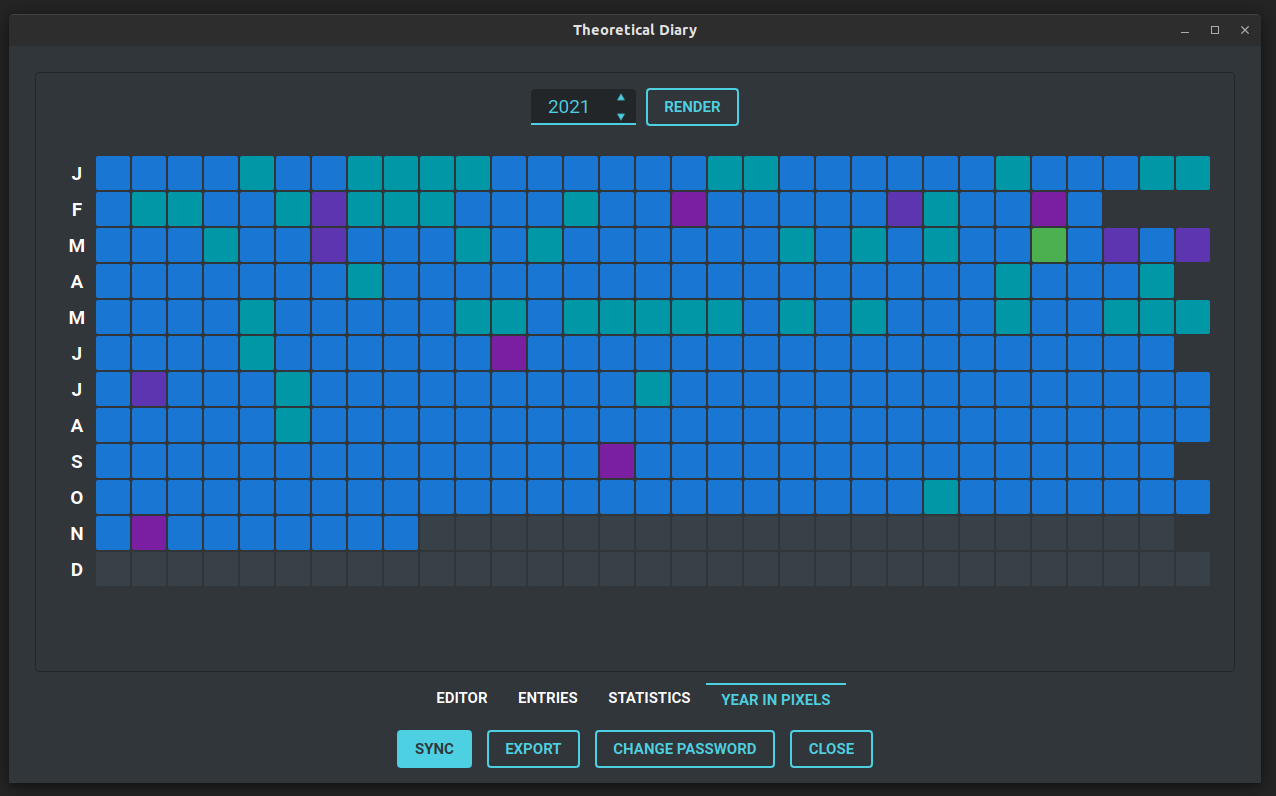 Theoretical Diary
2021 RENDER
J
F
M
A
M
J
J
A
S
O
N
D
EDITOR ENTRIES STATISTICS YEAR IN PIXELS
SYNC EXPORT CHANGE PASSWORD CLOSE